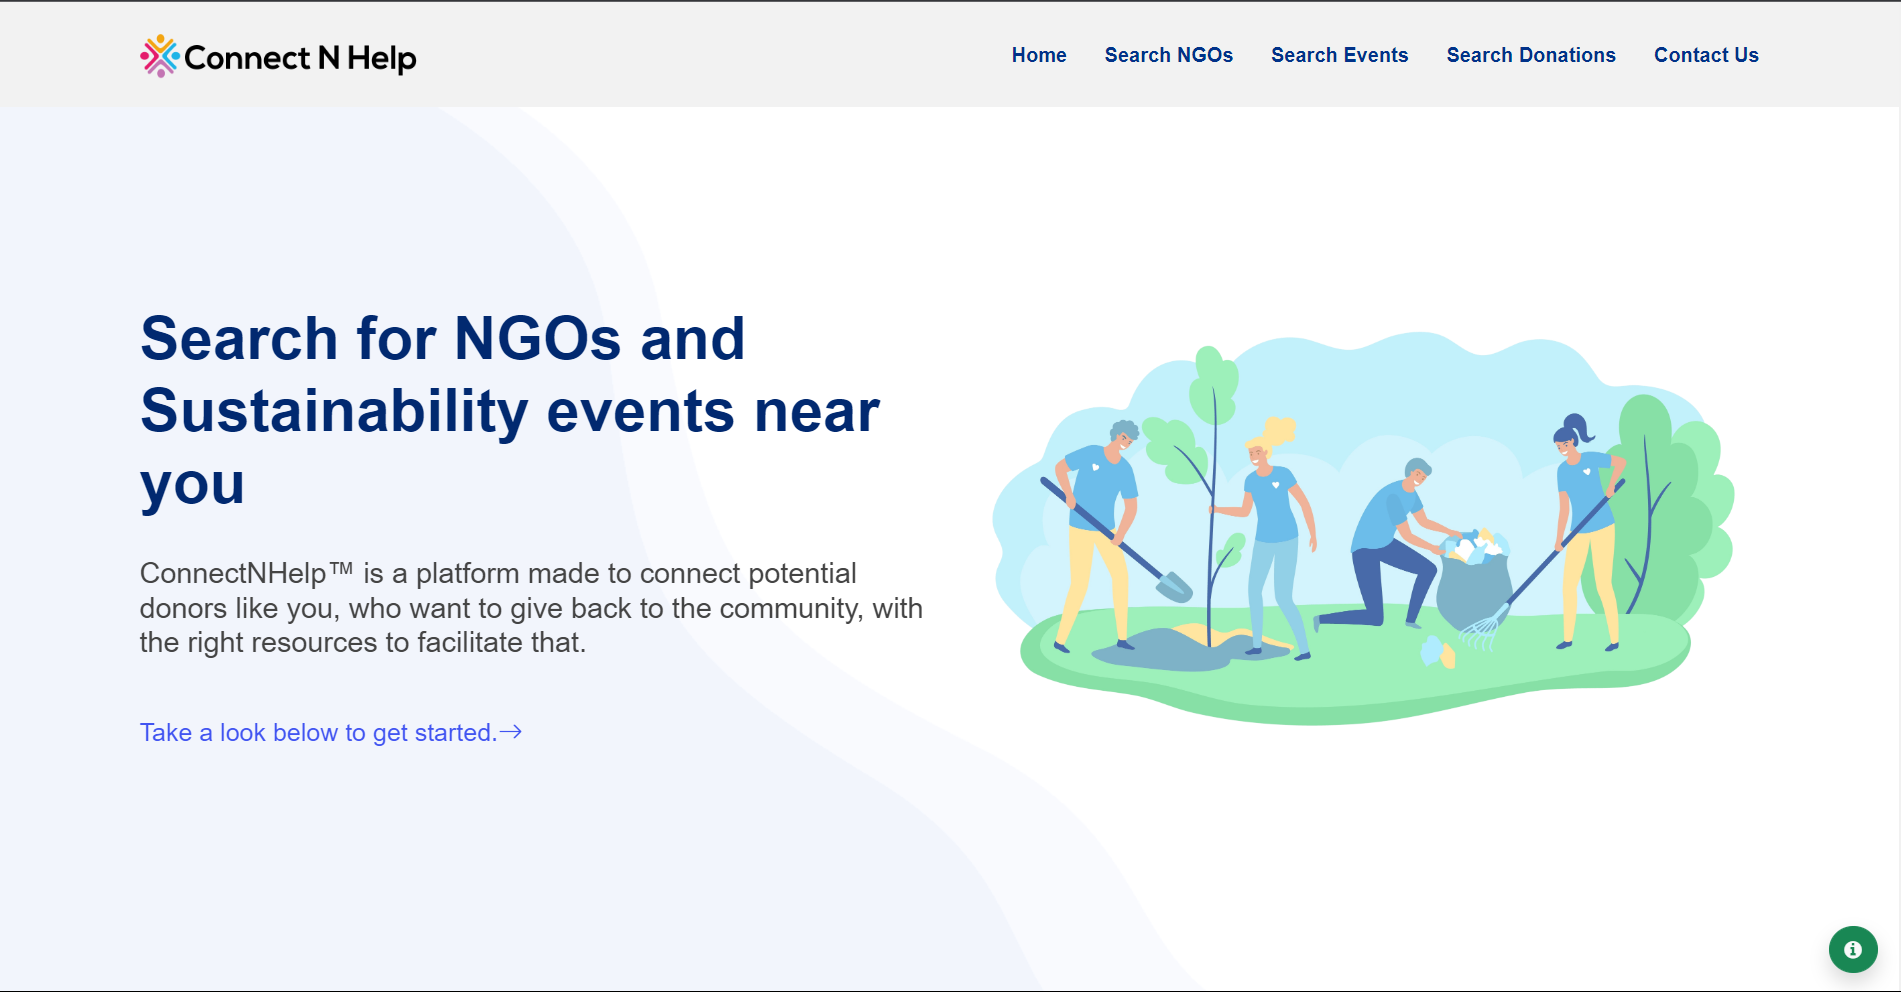 Connect N Help
Home
Search NGOs
Search Events
Search Donations
Contact Us
Search for NGOs and
Sustainability events near
you
ConnectNHelp™ is a platform made to connect potential
donors like you, who want to give back to the community, with
the right resources to facilitate that.
Take a look below to get started.→